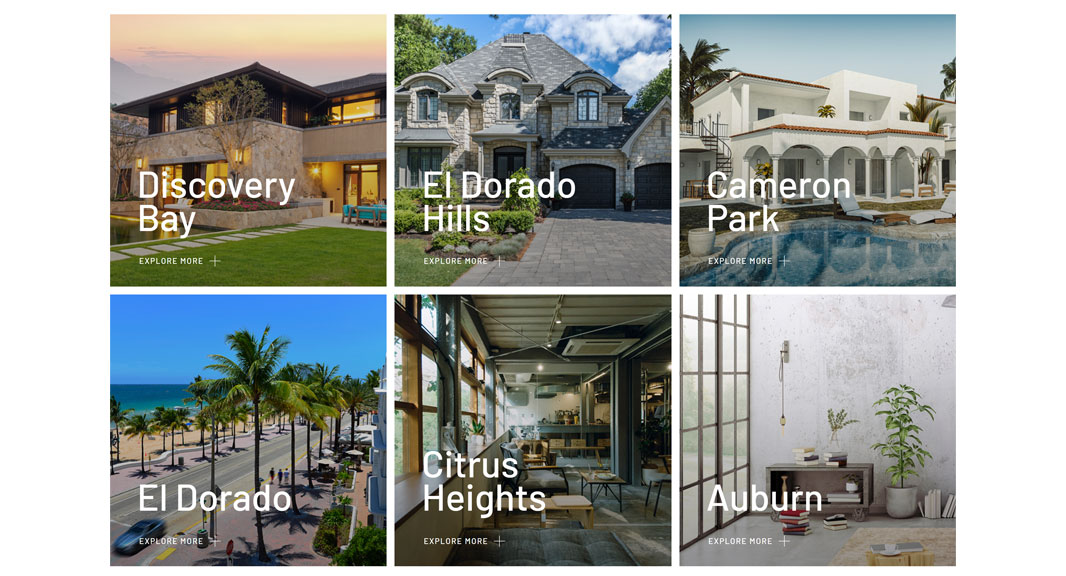 Discovery
Bay
EXPLORE MORE
El Dorado
Hills
EXPLORE MORE
Cameron
Park
EXPLORE MORE
El Dorado
EXPLORE MORE
Citrus
Heights
EXPLORE MORE
Auburn
EXPLORE MORE